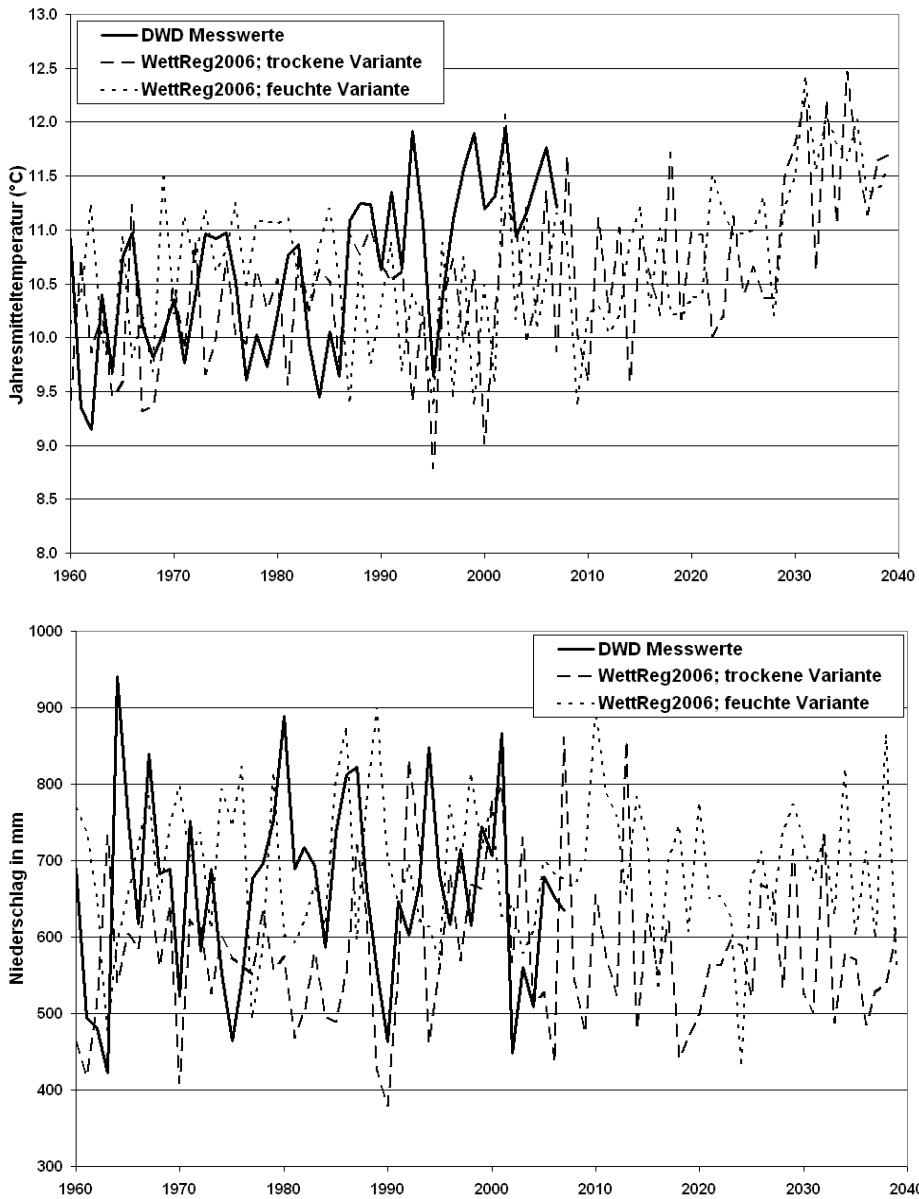 13.0
12.5
12.0
11.5
11.0
10.5
10.0
9.5
9.0
8.5
8.0
Jahresmitteltemperatur (°C)
DWD Messwerte
WettReg2006; trockene Variante
WettReg2006; feuchte Variante
1960 1970 1980 1990 2000 2010 2020 2030 2040
1000
900
800
700
600
500
400
300
Niederschlag in mm
DWD Messwerte
WettReg2006; trockene Variante
WettReg2006; feuchte Variante
1960 1970 1980 1990 2000 2010 2020 2030 2040